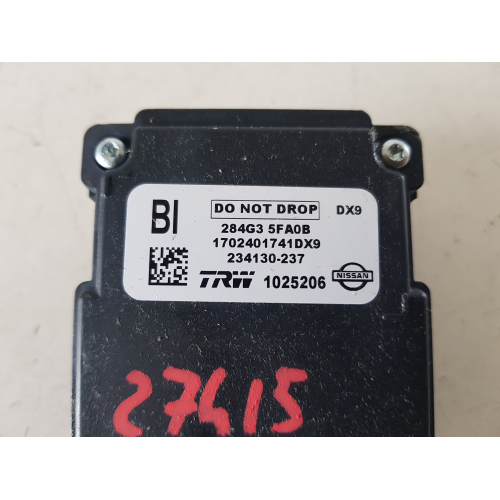 BI DO NOT DROP DX9
284G3 5FA0B
1702401741DX9
234130-237
TRW 1025206 NISSAN
27415